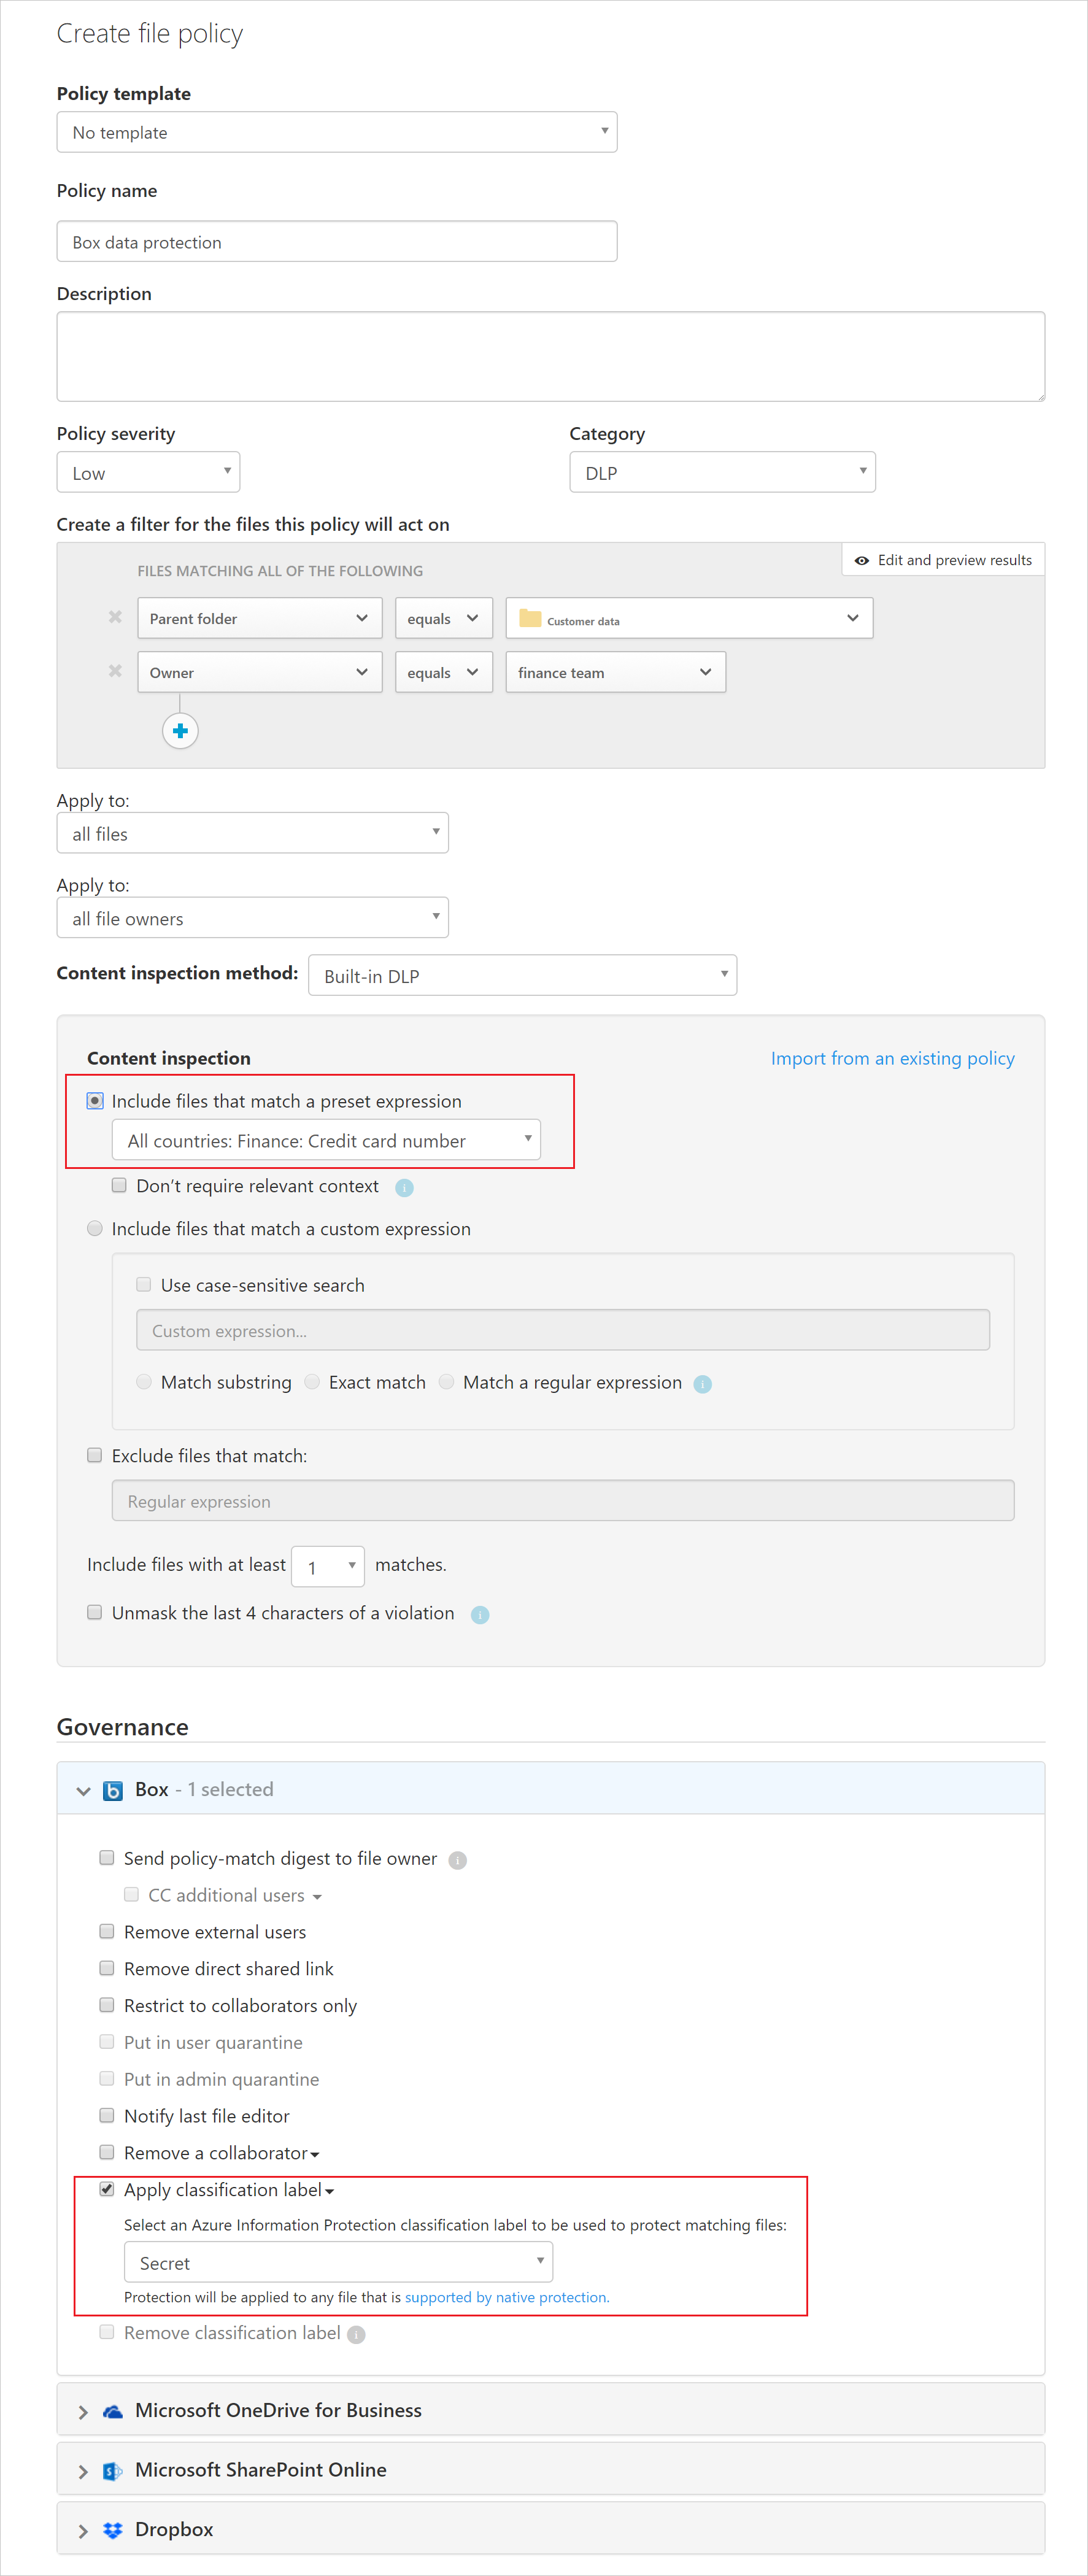 Create file policy
Policy template
No template
Policy name
Box data protection
Description
Policy severity
Category
Low
DLP
Create a filter for the files this policy will act on
FILES MATCHING ALL OF THE FOLLOWING
Edit and preview results
Parent folder equals Customer data
Owner equals finance team
Apply to:
all files
Apply to:
all file owners
Content inspection method: Built-in DLP
Content inspection
Import from an existing policy
Include files that match a preset expression
All countries: Finance: Credit card number
Don't require relevant context
Include files that match a custom expression
Use case-sensitive search
Custom expression...
Match substring Exact match Match a regular expression
Exclude files that match:
Regular expression
Include files with at least 1 matches.
Unmask the last 4 characters of a violation
Governance
Box - 1 selected
Send policy-match digest to file owner
CC additional users
Remove external users
Remove direct shared link
Restrict to collaborators only
Put in user quarantine
Put in admin quarantine
Notify last file editor
Remove a collaborator
Apply classification label
Select an Azure Information Protection classification label to be used to protect matching files:
Secret
Protection will be applied to any file that is supported by native protection.
Remove classification label
Microsoft OneDrive for Business
Microsoft SharePoint Online
Dropbox